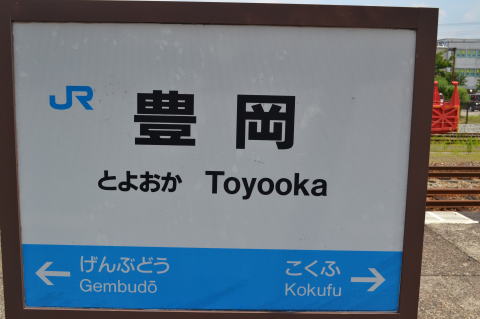 JR
豊岡
とよおか Toyooka
← げんぶどう こくふ →
Gembudō Kokufu